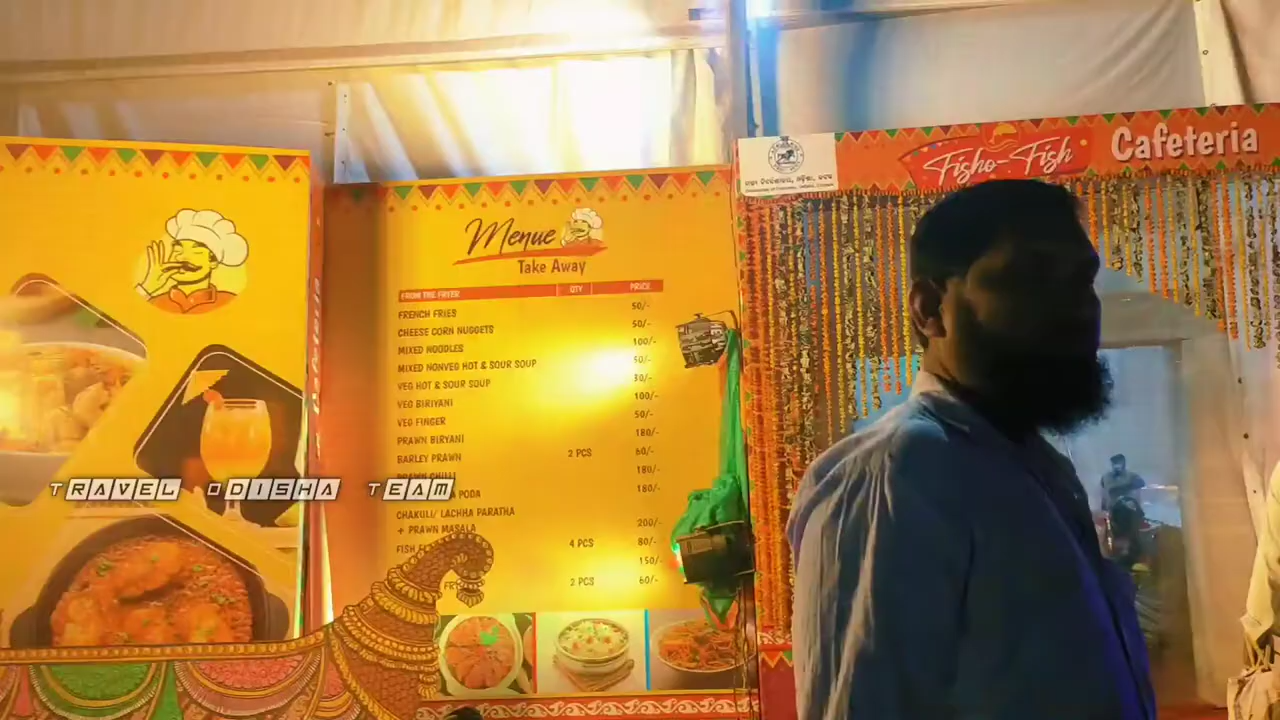 Menue
Take Away
FROM THE FRYER QTY PRICE
FRENCH FRIES 50/-
CHEESE CORN NUGGETS 50/-
MIXED NOODLES 100/-
MIXED NONVEG HOT & SOUR SOUP 50/-
VEG HOT & SOUR SOUP 30/-
VEG BIRIYANI 100/-
VEG FINGER 50/-
PRAWN BIRYANI 180/-
BARLEY PRAWN 2 PCS 60/-
PRAWN CHILLI 180/-
PODA 180/-
CHAKULI/ LACHHA PARATHA
+ PRAWN MASALA 200/-
FISH 4 PCS 80/-
150/-
2 PCS 60/-
Fisho-Fish Cafeteria
TRAVEL ODISHA TEAM